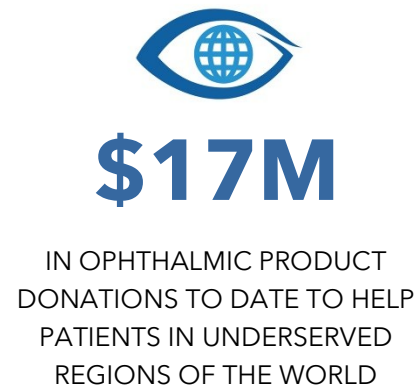 $17M
IN OPHTHALMIC PRODUCT
DONATIONS TO DATE TO HELP
PATIENTS IN UNDERSERVED
REGIONS OF THE WORLD